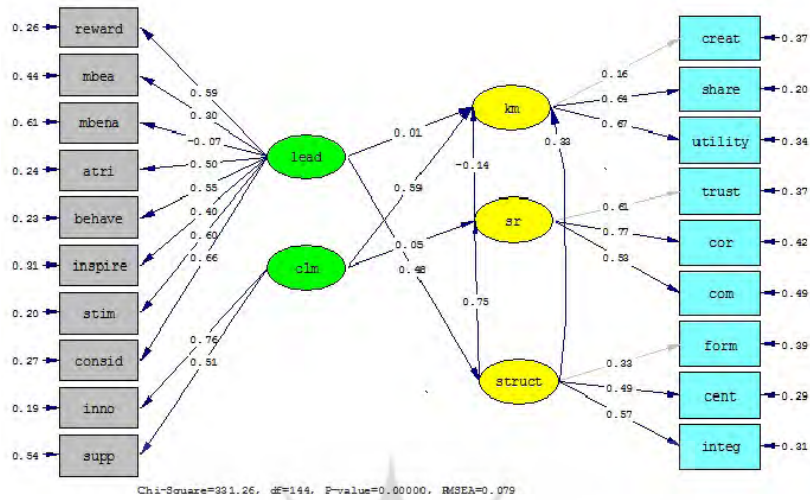 0.26 reward
0.44 mbea
0.61 mbena
0.24 atri
0.23 behave
0.31 inspire
0.20 stim
0.27 consid
0.19 inno
0.54 supp
0.59
0.30
-0.07
0.50
0.55
0.40
0.60
0.66
0.76
0.51
lead
clm
0.01
0.59
0.05
0.46
km
sr
struct
-0.14
0.33
0.75
0.16
0.64
0.67
0.61
0.77
0.53
0.33
0.49
0.57
creat 0.37
share 0.20
utility 0.34
trust 0.37
cor 0.42
com 0.49
form 0.39
cent 0.29
integ 0.31
Chi-Square=331.26, df=144, P-value=0.00000, RMSEA=0.079